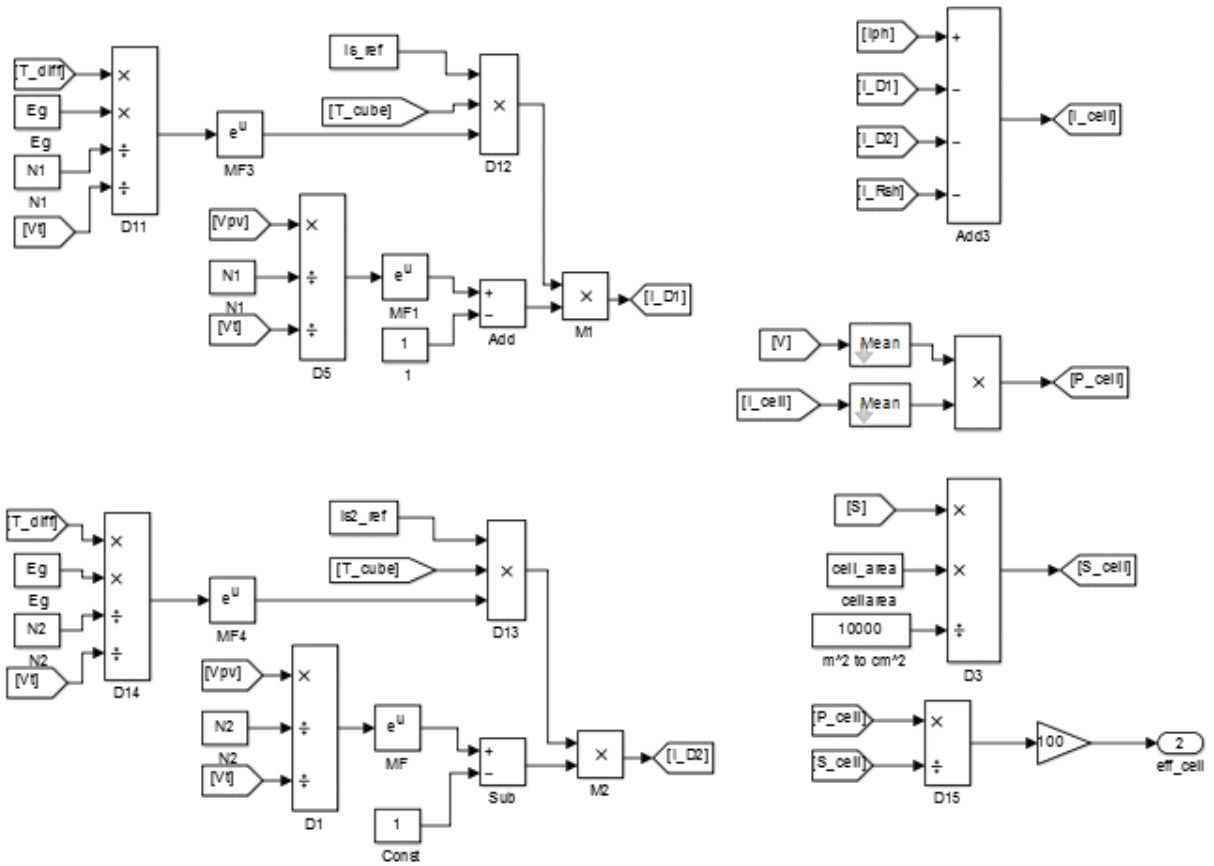 [T_diff]
×
Eg
×
Eg
÷
N1
÷
N1
[Vt]
D11
e^u
MF3
Is_ref
[T_cube]
×
D12
[Vpv]
×
N1
÷
N1
[Vt]
÷
D5
e^u
MF1
1
1
+
−
Add
×
M1
[I_D1]
[Iph]
+
[I_D1]
−
[I_D2]
−
[I_Rsh]
−
Add3
[I_cell]
[V]
Mean
[I_cell]
Mean
×
[P_cell]
[T_diff]
×
Eg
×
Eg
÷
N2
÷
N2
[Vt]
D14
e^u
MF4
Is2_ref
[T_cube]
×
D13
[Vpv]
×
N2
÷
N2
[Vt]
÷
D1
e^u
MF
1
Const
+
−
Sub
×
M2
[I_D2]
[S]
×
cell_area
×
cellarea
10000
÷
m^2 to cm^2
D3
[S_cell]
[P_cell]
×
[S_cell]
÷
D15
100
2
eff_cell